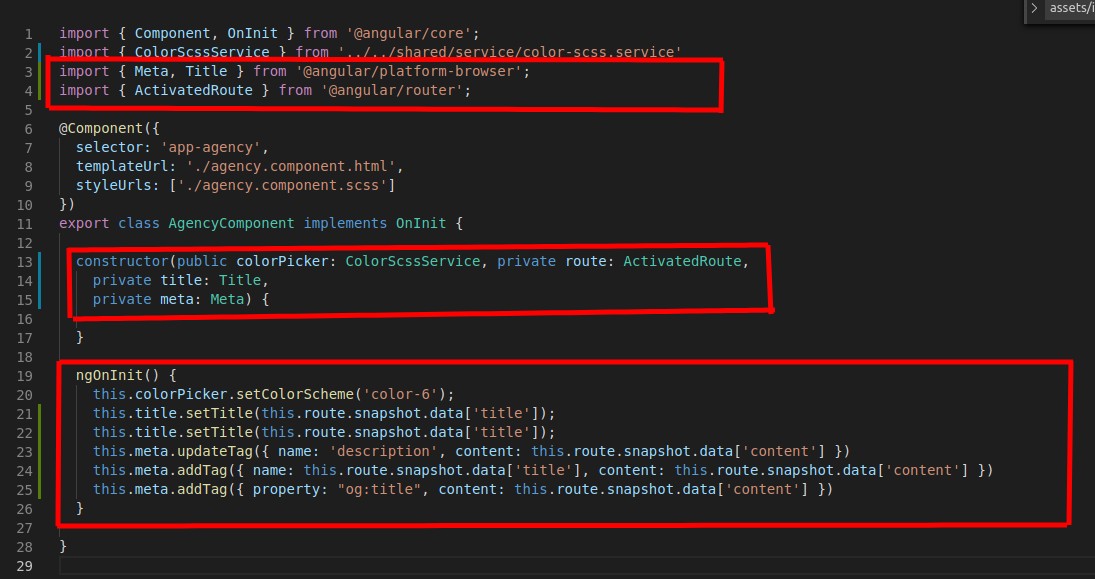 assets/i
1 import { Component, OnInit } from '@angular/core';
2 import { ColorScssService } from '../../shared/service/color-scss.service'
3 import { Meta, Title } from '@angular/platform-browser';
4 import { ActivatedRoute } from '@angular/router';
5
6 @Component({
7 selector: 'app-agency',
8 templateUrl: './agency.component.html',
9 styleUrls: ['./agency.component.scss']
10 })
11 export class AgencyComponent implements OnInit {
12
13 constructor(public colorPicker: ColorScssService, private route: ActivatedRoute,
14 private title: Title,
15 private meta: Meta) {
16
17 }
18
19 ngOnInit() {
20 this.colorPicker.setColorScheme('color-6');
21 this.title.setTitle(this.route.snapshot.data['title']);
22 this.title.setTitle(this.route.snapshot.data['title']);
23 this.meta.updateTag({ name: 'description', content: this.route.snapshot.data['content'] })
24 this.meta.addTag({ name: this.route.snapshot.data['title'], content: this.route.snapshot.data['content'] })
25 this.meta.addTag({ property: "og:title", content: this.route.snapshot.data['content'] })
26 }
27
28 }
29